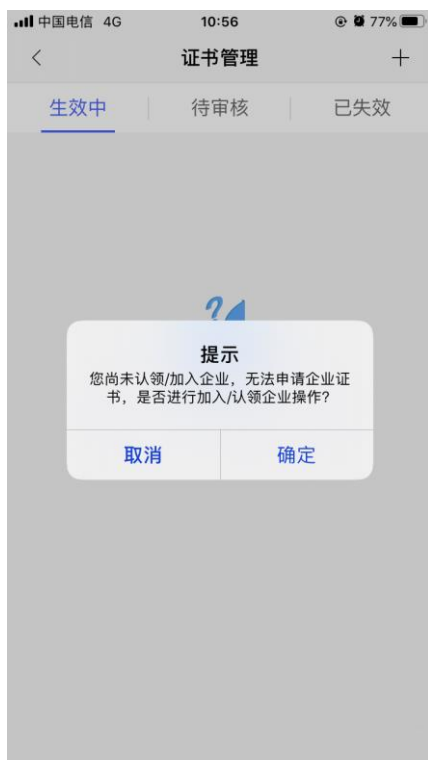 中国电信 4G 10:56 77%
证书管理
生效中 待审核 已失效
提示
您尚未认领/加入企业，无法申请企业证
书，是否进行加入/认领企业操作?
取消 确定